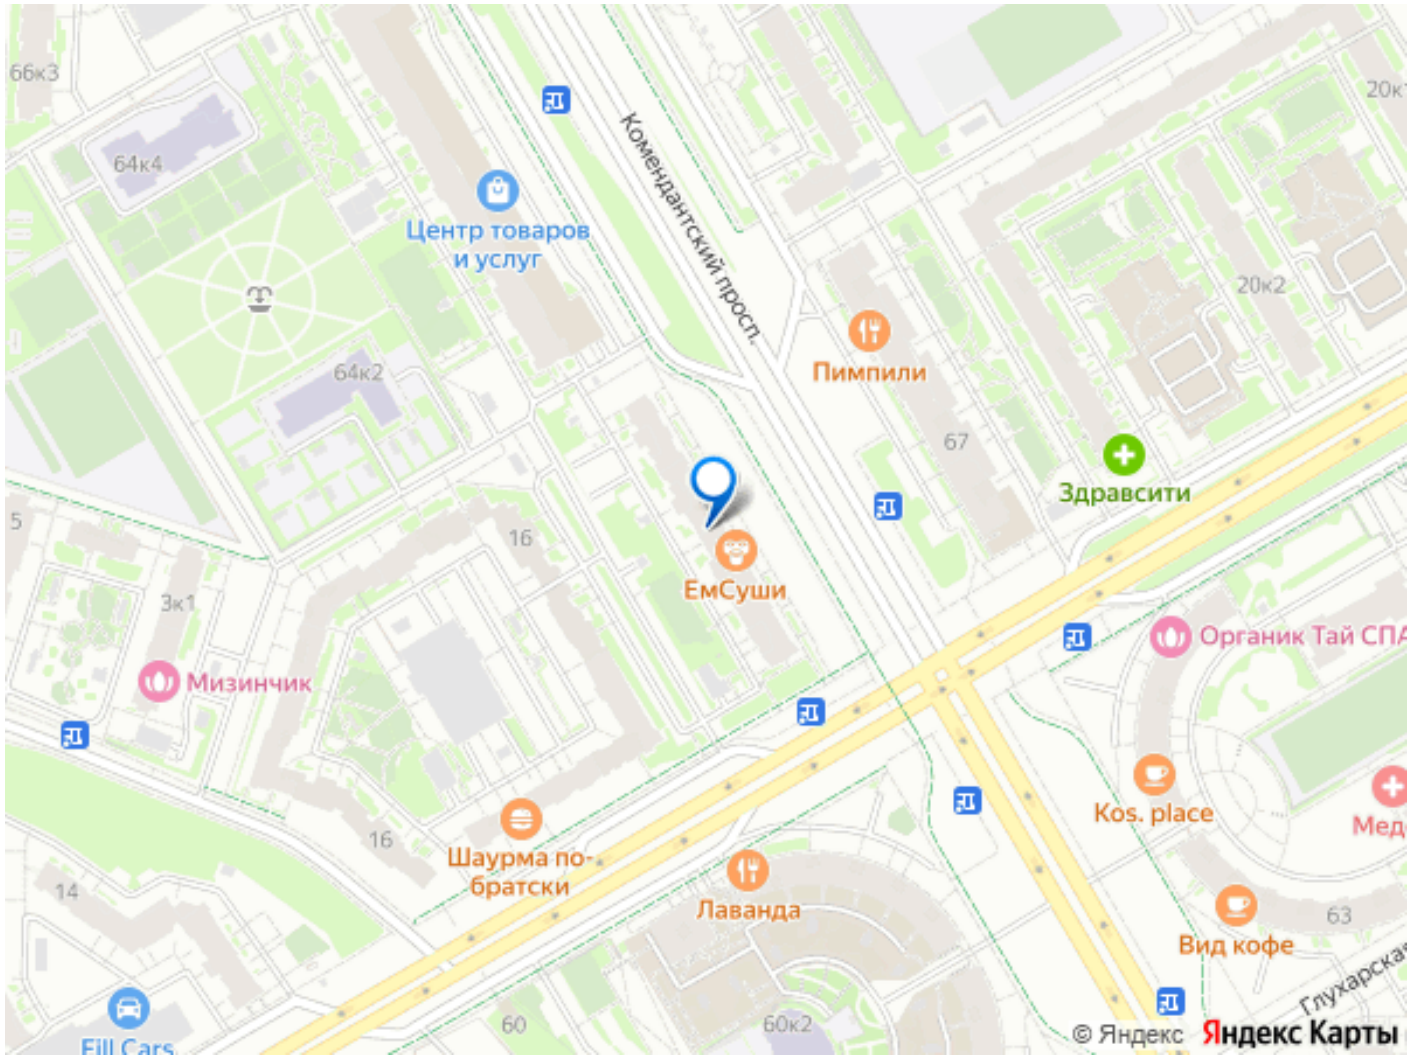 66к3
20к1
64к4
Комендантский просп.
Центр товаров
и услуг
20к2
64к2
Пимпили
67
Здравсити
5
16
ЕмСуши
3к1
Органик Тай СПА
Мизинчик
Kos. place
Мед
16
Шаурма по-
братски
14
Лаванда
63
Вид кофе
Глухарская
60
60к2
Fill Cars
© Яндекс Яндекс Карты